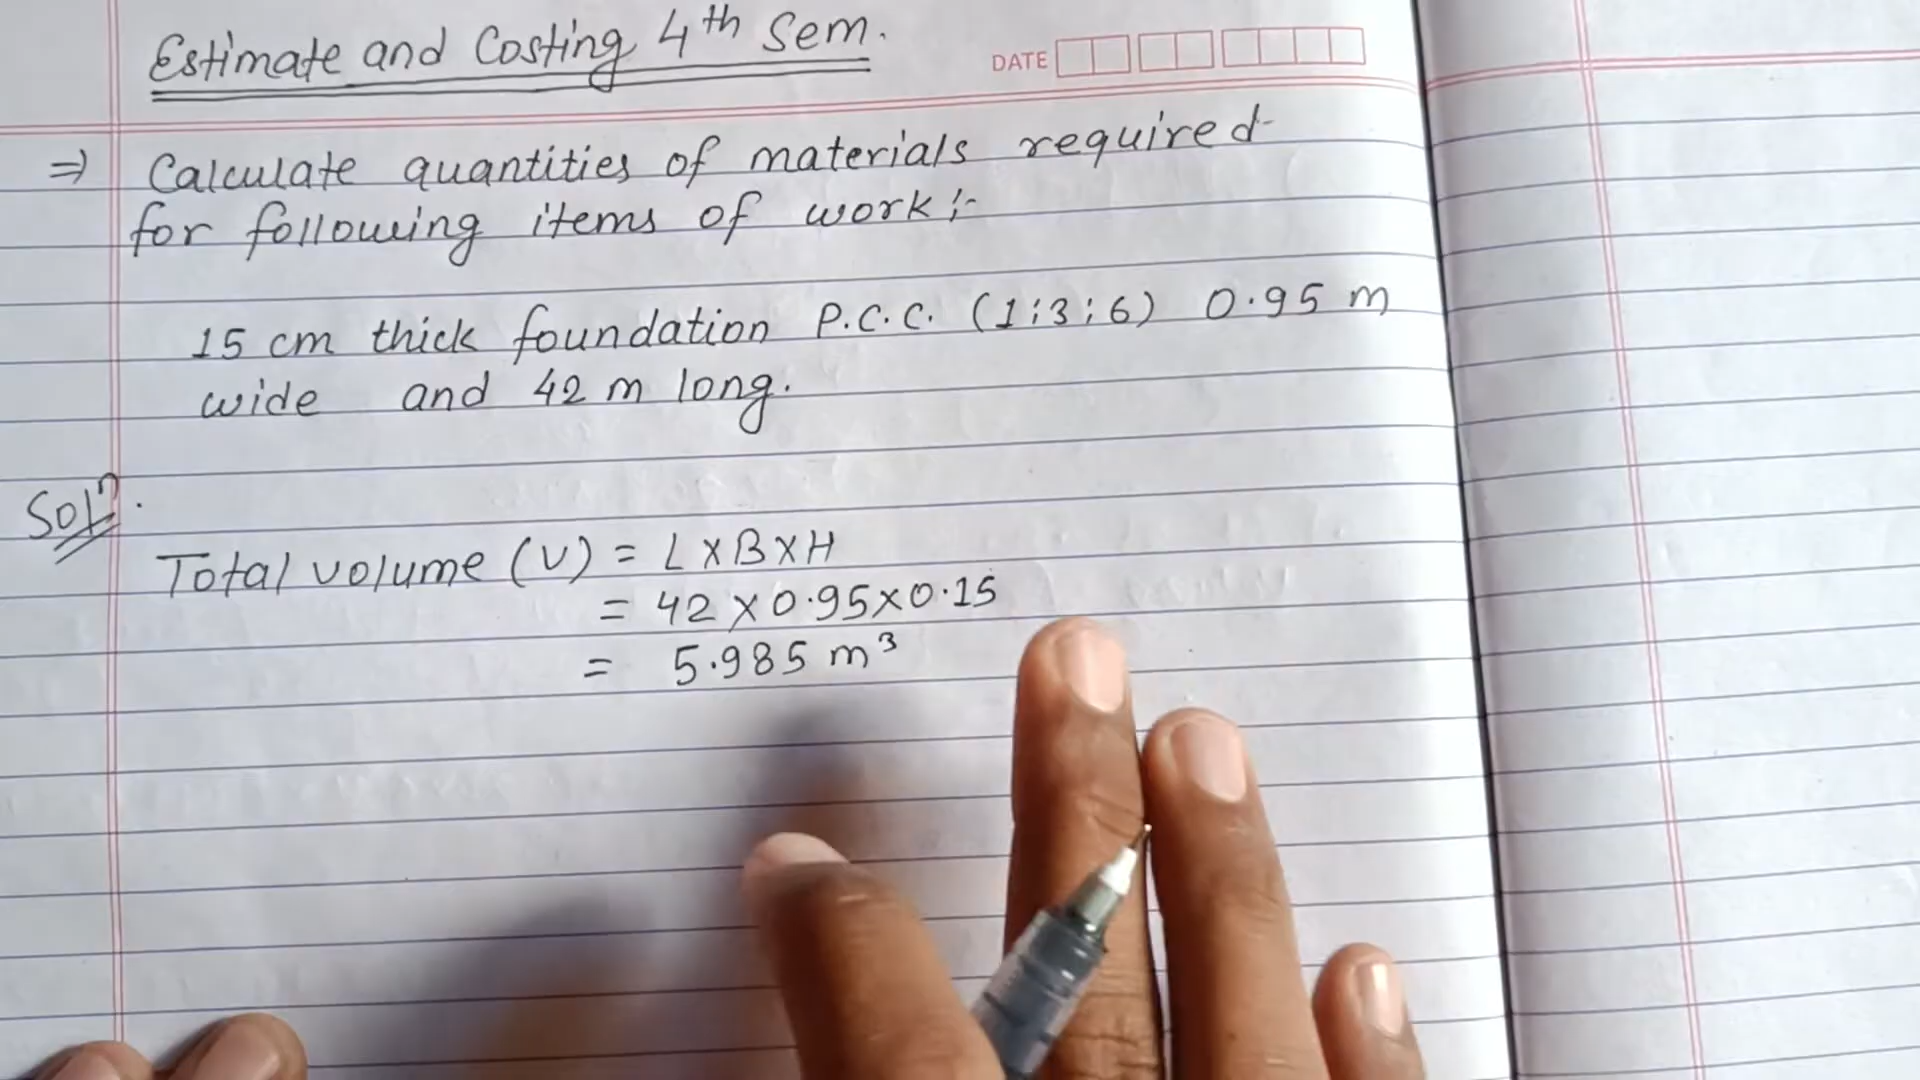 Estimate and Costing 4th Sem.
DATE
⇒ Calculate quantities of materials required
for following items of work:-
15 cm thick foundation P.C.C. (1:3:6) 0.95 m
wide and 42 m long.
Solⁿ.
Total volume (V) = L×B×H
= 42×0.95×0.15
= 5.985 m³